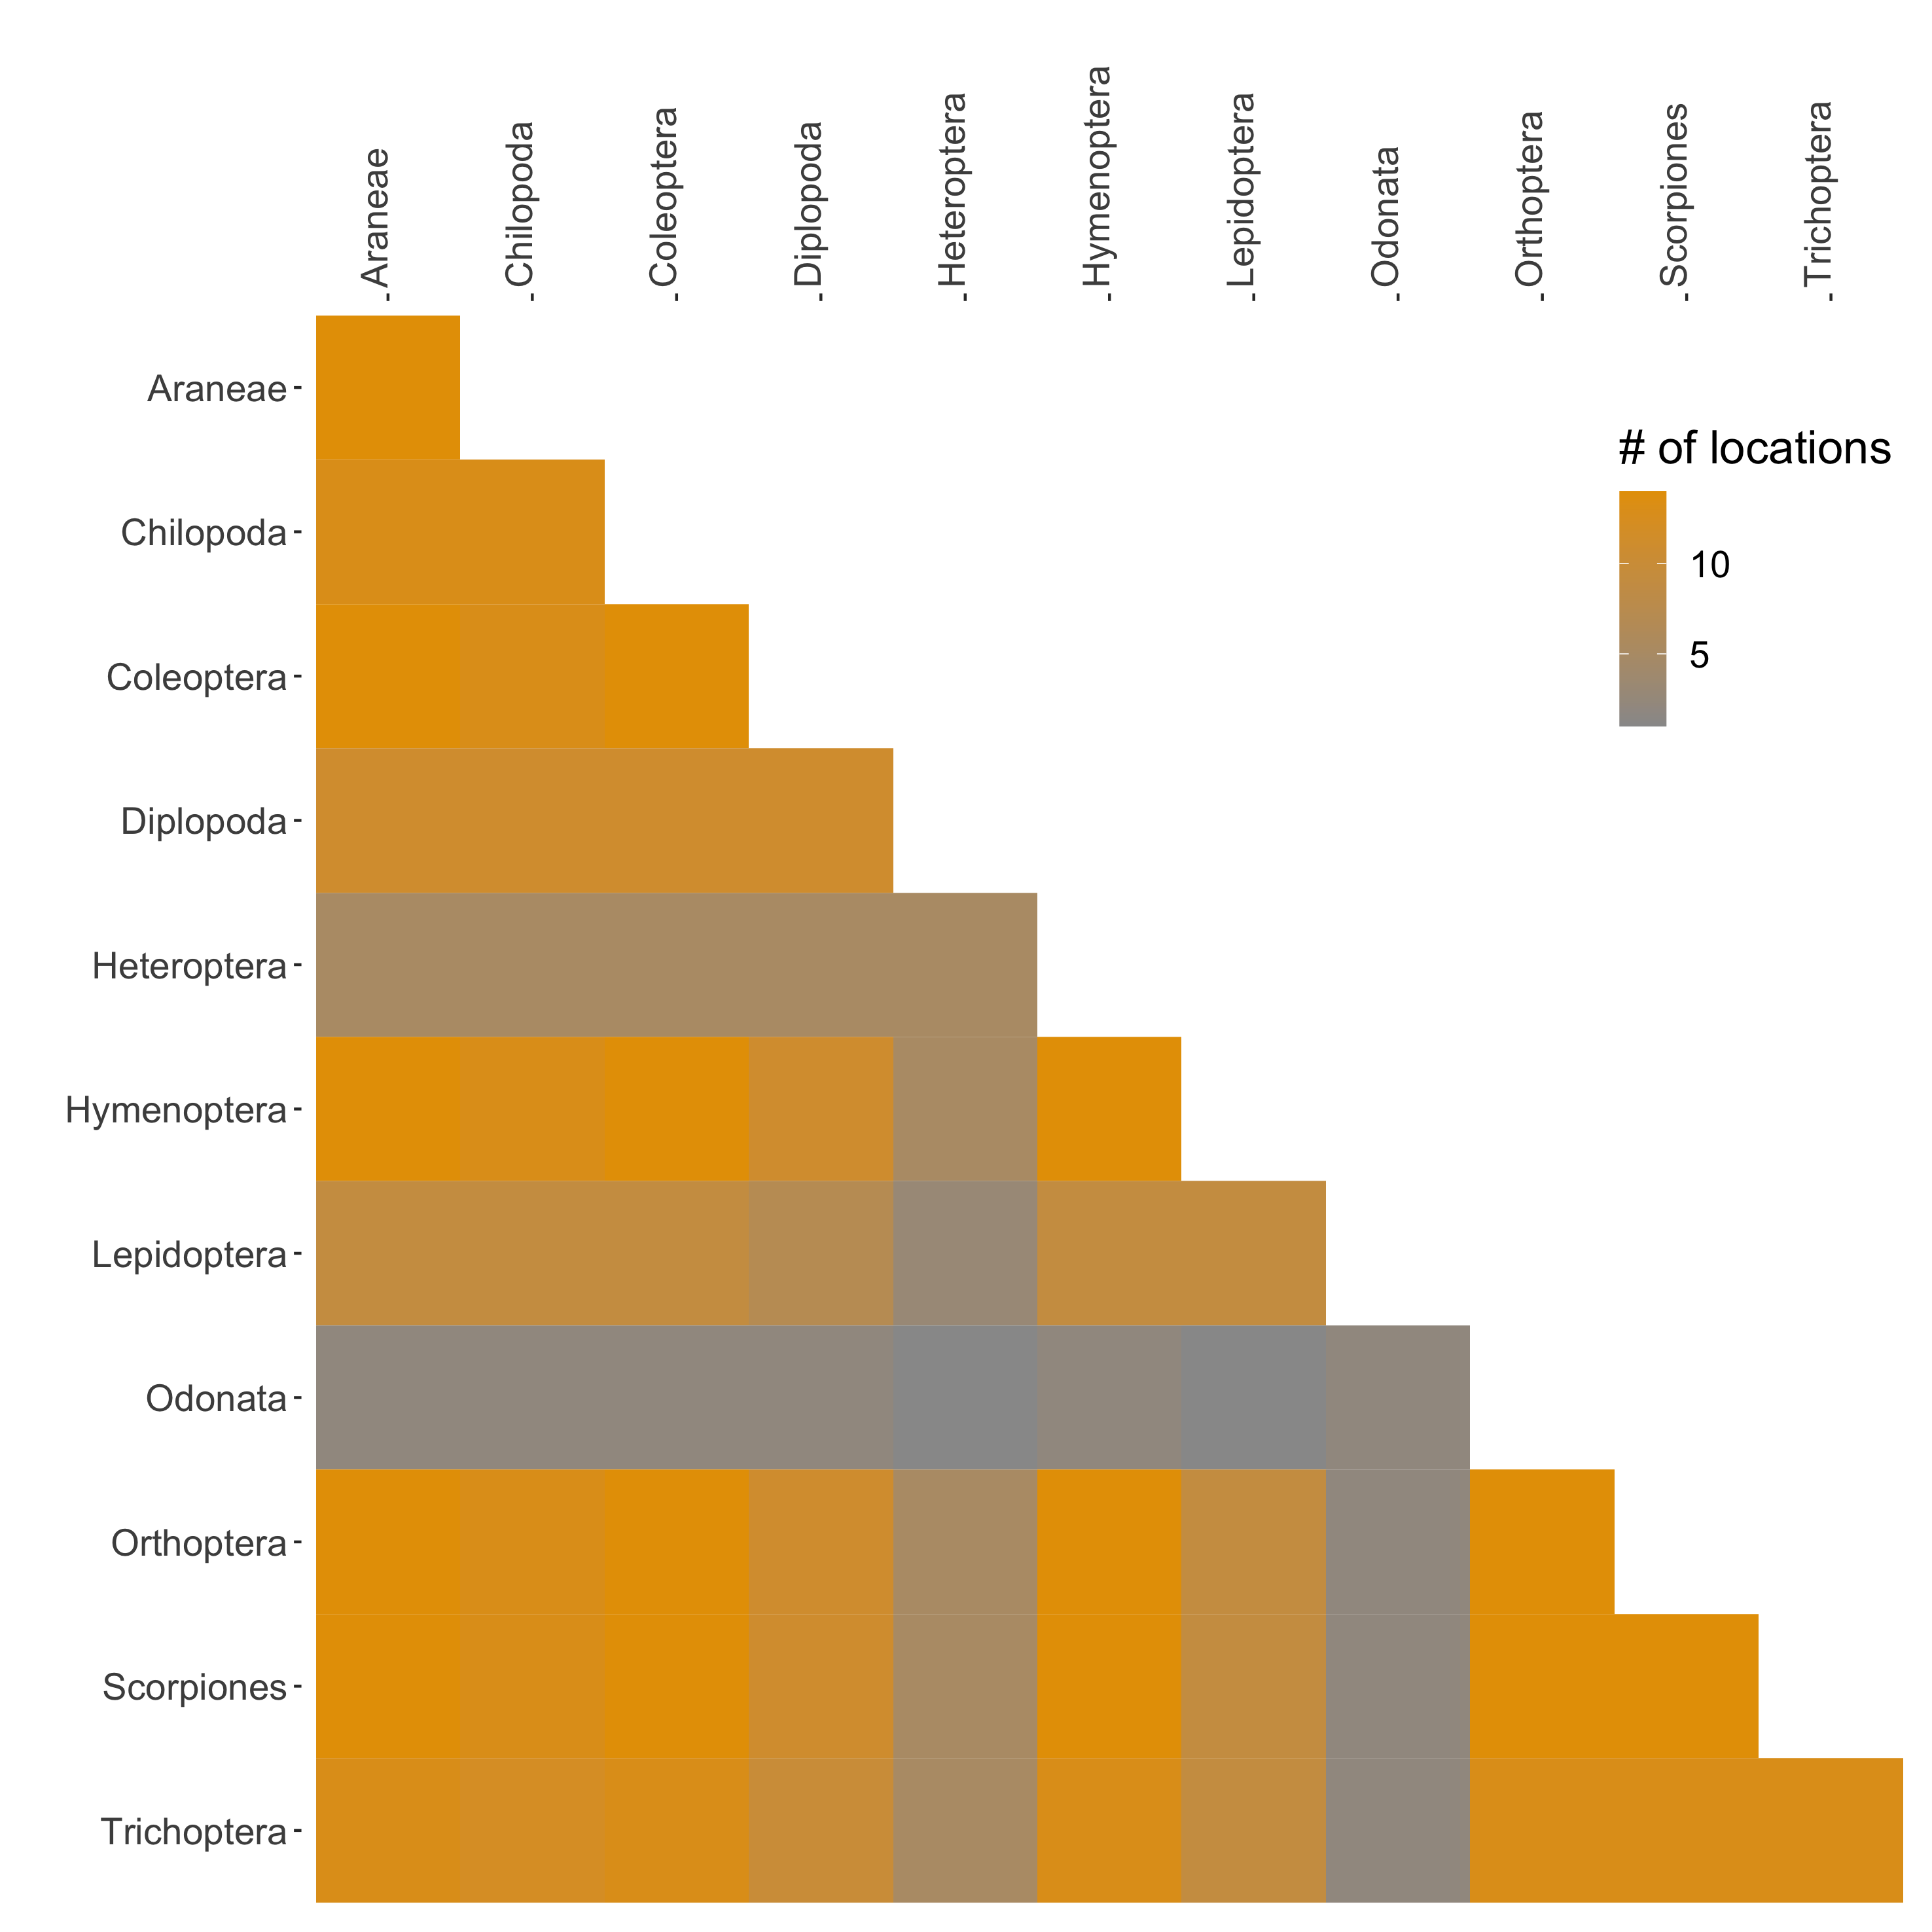 Araneae
Chilopoda
Coleoptera
Diplopoda
Heteroptera
Hymenoptera
Lepidoptera
Odonata
Orthoptera
Scorpiones
Trichoptera
Araneae
Chilopoda
Coleoptera
Diplopoda
Heteroptera
Hymenoptera
Lepidoptera
Odonata
Orthoptera
Scorpiones
Trichoptera
# of locations
10
5